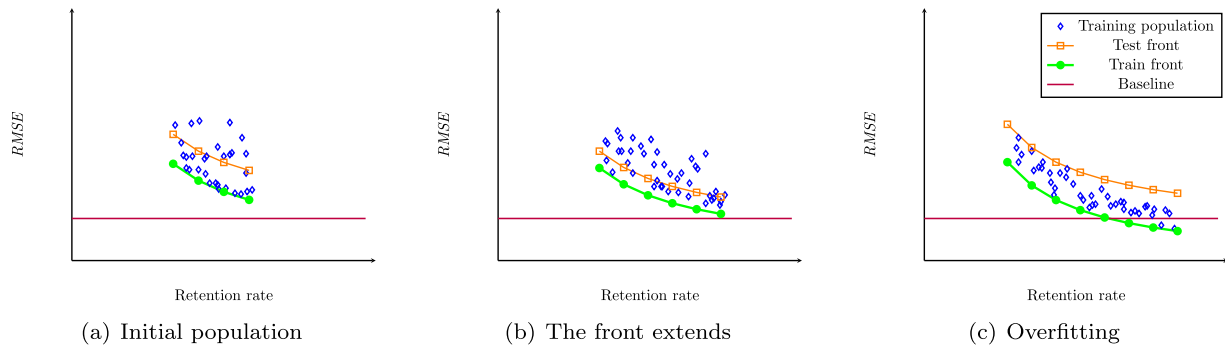 RMSE
Retention rate
(a) Initial population
RMSE
Retention rate
(b) The front extends
RMSE
Training population
Test front
Train front
Baseline
Retention rate
(c) Overfitting